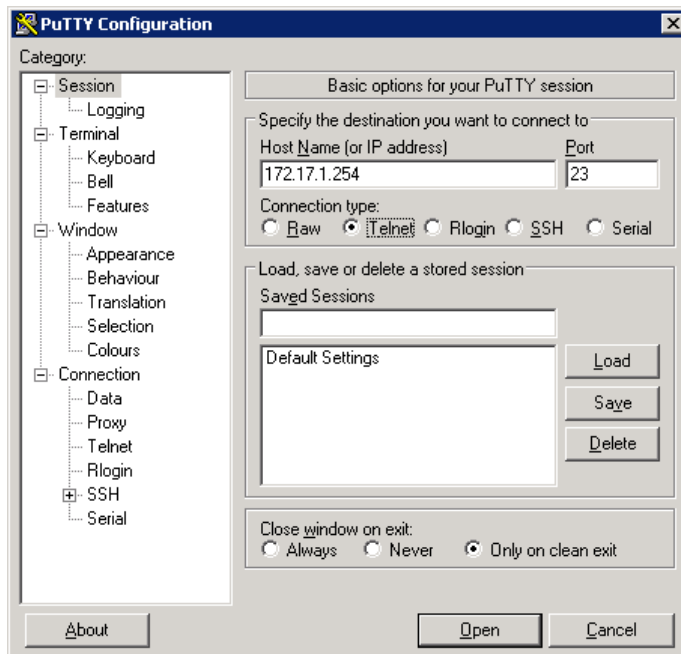 PuTTY Configuration
Category:
Session
Logging
Terminal
Keyboard
Bell
Features
Window
Appearance
Behaviour
Translation
Selection
Colours
Connection
Data
Proxy
Telnet
Rlogin
SSH
Serial
Basic options for your PuTTY session
Specify the destination you want to connect to
Host Name (or IP address) Port
172.17.1.254 23
Connection type:
Raw Telnet Rlogin SSH Serial
Load, save or delete a stored session
Saved Sessions
Default Settings
Load
Save
Delete
Close window on exit:
Always Never Only on clean exit
About Open Cancel